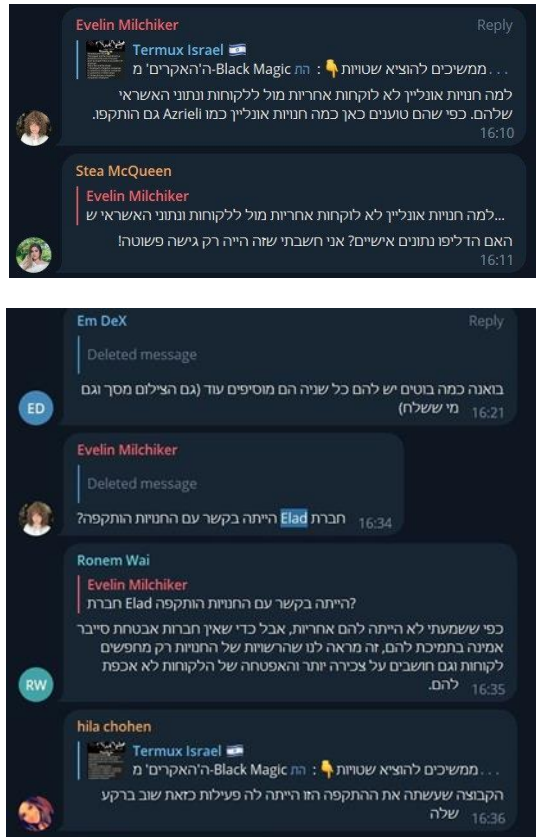 Evelin Milchiker Reply
Termux Israel 🇮🇱
ממשיכים להוציא שטויות👇 : הת Black Magic-ה'האקרים' מ...
למה חנויות אונליין לא לוקחות אחריות מול ללקוחות ונתוני האשראי
שלהם. כפי שהם טוענים כאן כמה חנויות אונליין כמו Azrieli גם הותקפו.
16:10
Stea McQueen
Evelin Milchiker
למה חנויות אונליין לא לוקחות אחריות מול ללקוחות ונתוני האשראי ש...
האם הדליפו נתונים אישיים? אני חשבתי שזה הייה רק גישה פשוטה!
16:11
Em DeX Reply
Deleted message
בואנה כמה בוטים יש להם כל שניה הם מוסיפים עוד (גם הצילום מסך וגם
מי ששלח) 16:21
ED
Evelin Milchiker
Deleted message
חברת Elad הייתה בקשר עם החנויות הותקפה? 16:34
Ronem Wai
Evelin Milchiker
חברת Elad הייתה בקשר עם החנויות הותקפה?
כפי ששמעתי לא הייתה להם אחריות, אבל כדי שאין חברות אבטחת סייבר
אמינה בתמיכת להם, זה מראה לנו שהרשויות של החנויות רק מחפשים
לקוחות וגם חושבים על צכירה יותר והאפטחה של הלקוחות לא אכפת
להם. 16:35
RW
hila chohen
Termux Israel 🇮🇱
ממשיכים להוציא שטויות👇 : הת Black Magic-ה'האקרים' מ...
הקבוצה שעשתה את ההתקפה הזו הייתה לה פעילות כזאת שוב ברקע
שלה 16:36